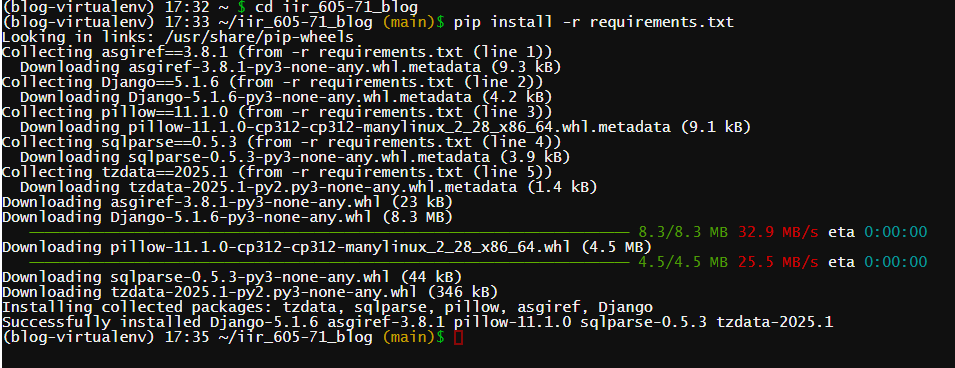 (blog-virtualenv) 17:32 ~ $ cd iir_605-71_blog
(blog-virtualenv) 17:33 ~/iir_605-71_blog (main)$ pip install -r requirements.txt
Looking in links: /usr/share/pip-wheels
Collecting asgiref==3.8.1 (from -r requirements.txt (line 1))
  Downloading asgiref-3.8.1-py3-none-any.whl.metadata (9.3 kB)
Collecting Django==5.1.6 (from -r requirements.txt (line 2))
  Downloading Django-5.1.6-py3-none-any.whl.metadata (4.2 kB)
Collecting pillow==11.1.0 (from -r requirements.txt (line 3))
  Downloading pillow-11.1.0-cp312-cp312-manylinux_2_28_x86_64.whl.metadata (9.1 kB)
Collecting sqlparse==0.5.3 (from -r requirements.txt (line 4))
  Downloading sqlparse-0.5.3-py3-none-any.whl.metadata (3.9 kB)
Collecting tzdata==2025.1 (from -r requirements.txt (line 5))
  Downloading tzdata-2025.1-py2.py3-none-any.whl.metadata (1.4 kB)
Downloading asgiref-3.8.1-py3-none-any.whl (23 kB)
Downloading Django-5.1.6-py3-none-any.whl (8.3 MB)
8.3/8.3 MB 32.9 MB/s eta 0:00:00
Downloading pillow-11.1.0-cp312-cp312-manylinux_2_28_x86_64.whl (4.5 MB)
4.5/4.5 MB 25.5 MB/s eta 0:00:00
Downloading sqlparse-0.5.3-py3-none-any.whl (44 kB)
Downloading tzdata-2025.1-py2.py3-none-any.whl (346 kB)
Installing collected packages: tzdata, sqlparse, pillow, asgiref, Django
Successfully installed Django-5.1.6 asgiref-3.8.1 pillow-11.1.0 sqlparse-0.5.3 tzdata-2025.1
(blog-virtualenv) 17:35 ~/iir_605-71_blog (main)$